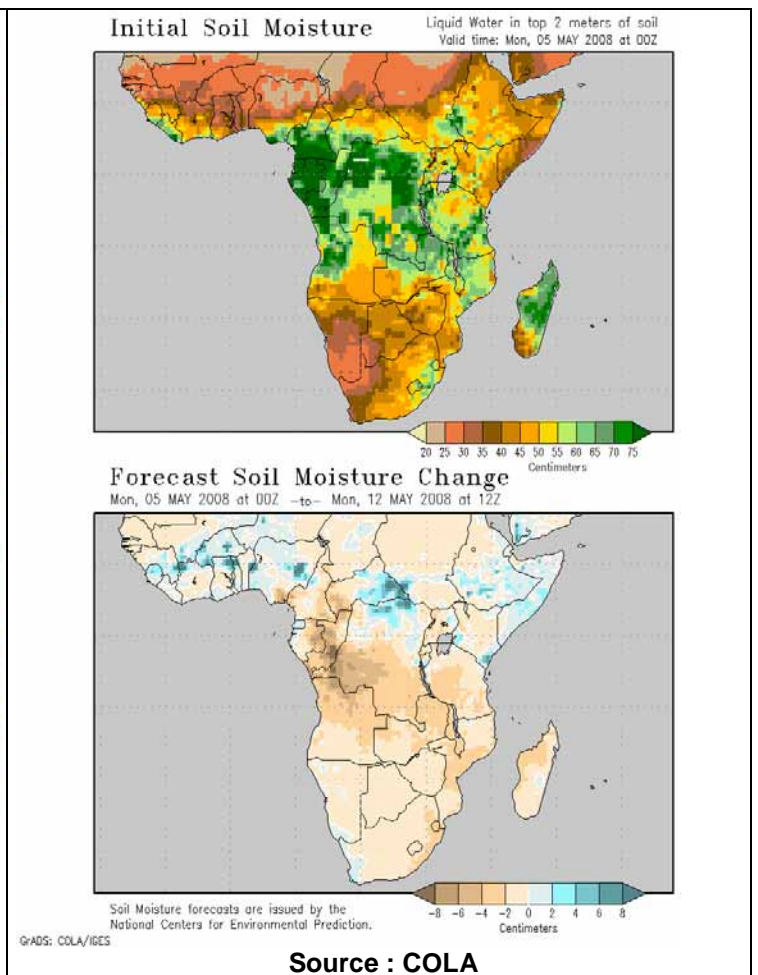 Initial Soil Moisture
Liquid Water in top 2 meters of soil
Valid time: Mon, 05 MAY 2008 at 00Z
20 25 30 35 40 45 50 55 60 65 70 75
Centimeters
Forecast Soil Moisture Change
Mon, 05 MAY 2008 at 00Z -to- Mon, 12 MAY 2008 at 12Z
-8 -6 -4 -2 0 2 4 6 8
Centimeters
Soil Moisture forecasts are issued by the
National Centers for Environmental Prediction.
GrADS: COLA/IGES
Source : COLA